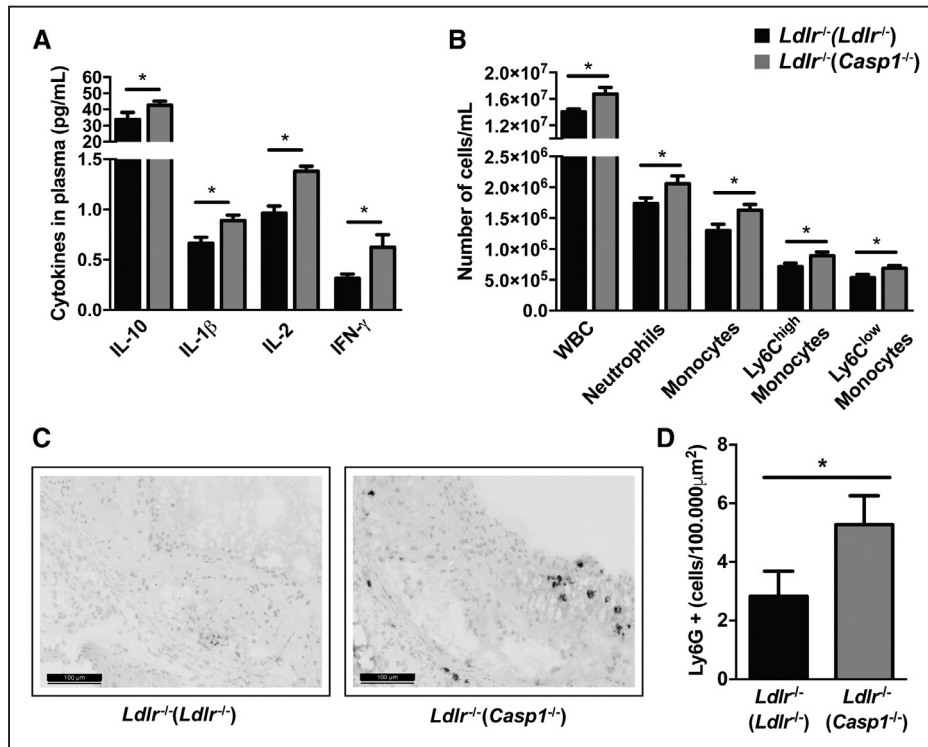 A
Cytokines in plasma (pg/mL)
60
50
40
30
20
1.5
1.0
0.5
0.0
*
*
*
*
IL-10
IL-1β
IL-2
IFN-γ
B
Ldlr⁻/⁻(Ldlr⁻/⁻)
Ldlr⁻/⁻(Casp1⁻/⁻)
Number of cells/mL
2.0×10⁷
1.6×10⁷
1.2×10⁷
2.5×10⁶
2.0×10⁶
1.5×10⁶
1.0×10⁶
5.0×10⁵
0.0
*
*
*
*
*
WBC
Neutrophils
Monocytes
Ly6Cʰⁱᵍʰ
Monocytes
Ly6Cˡᵒʷ
Monocytes
C
100 µm
100 µm
Ldlr⁻/⁻(Ldlr⁻/⁻)
Ldlr⁻/⁻(Casp1⁻/⁻)
D
Ly6G + (cells/100.000µm²)
8
6
4
2
0
*
Ldlr⁻/⁻
(Ldlr⁻/⁻)
Ldlr⁻/⁻
(Casp1⁻/⁻)